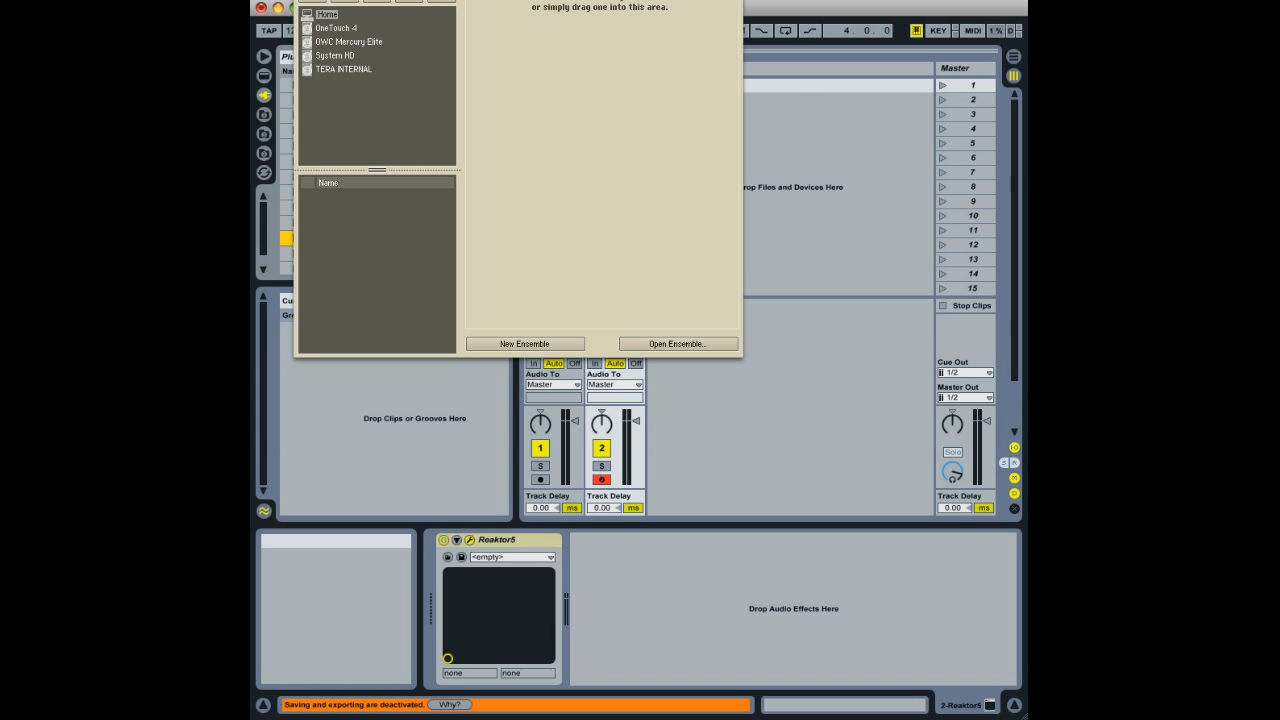 or simply drag one into this area.
Home
OneTouch 4
OWC Mercury Elite
System HD
TERA INTERNAL
Name
New Ensemble
Open Ensemble...
TAP
4. 0. 0
KEY
MIDI
1 %
D
Master
1
2
3
4
5
6
7
8
9
10
11
12
13
14
15
rop Files and Devices Here
Stop Clips
Drop Clips or Grooves Here
In Auto Off
In Auto Off
Audio To
Audio To
Master
Master
Cue Out
1/2
Master Out
1/2
1
2
S
S
Solo
Track Delay
Track Delay
Track Delay
0.00 ms
0.00 ms
0.00 ms
S R
Reaktor5
<empty>
none
none
Drop Audio Effects Here
Saving and exporting are deactivated.
Why?
2-Reaktor5